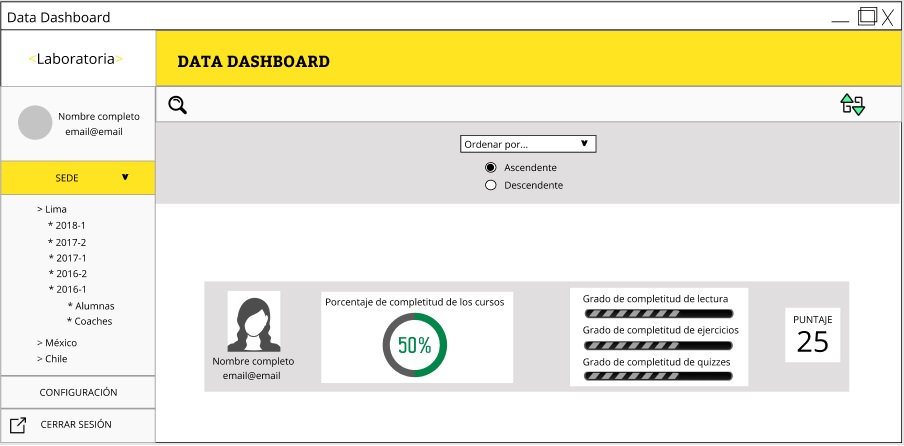 Data Dashboard
<Laboratoria>
DATA DASHBOARD
Nombre completo
email@email
SEDE
> Lima
* 2018-1
* 2017-2
* 2017-1
* 2016-2
* 2016-1
* Alumnas
* Coaches
> México
> Chile
CONFIGURACIÓN
CERRAR SESIÓN
Ordenar por...
Ascendente
Descendente
Nombre completo
email@email
Porcentaje de completitud de los cursos
50%
Grado de completitud de lectura
Grado de completitud de ejercicios
Grado de completitud de quizzes
PUNTAJE
25